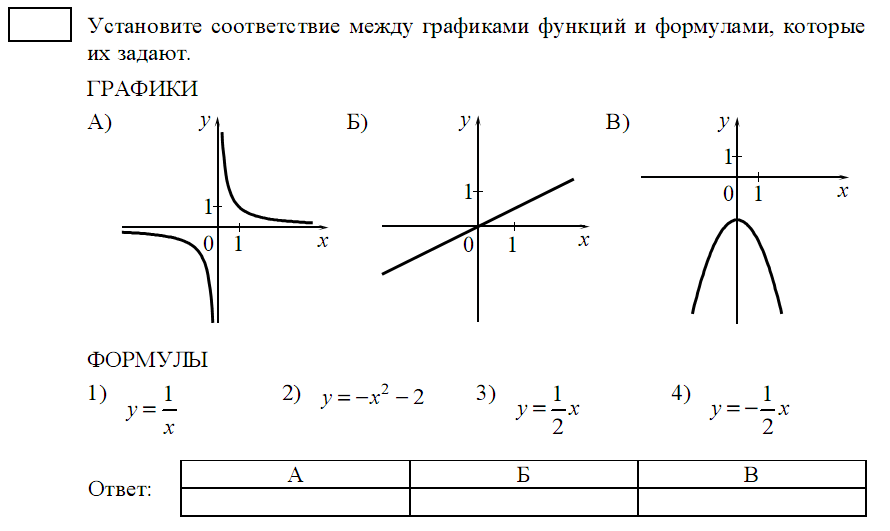 Установите соответствие между графиками функций и формулами, которые
их задают.
ГРАФИКИ
А) y 1 0 1 x
Б) y 1 0 1 x
В) y 1 0 1 x
ФОРМУЛЫ
1) y = 1/x 2) y = −x² − 2 3) y = 1/2 x 4) y = −1/2 x
Ответ: А Б В